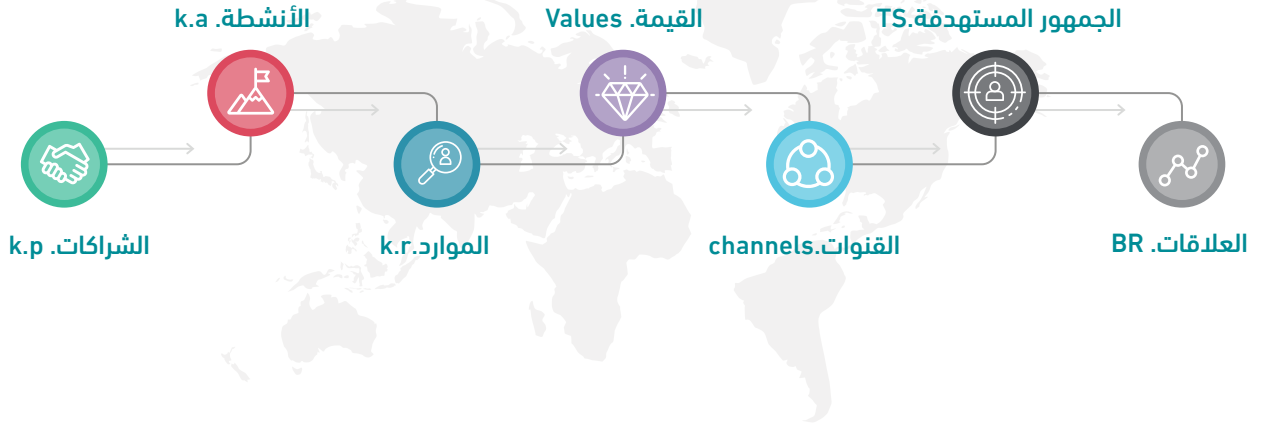 الشراكات. k.p
الأنشطة. k.a
الموارد.k.r
القيمة. Values
القنوات.channels
الجمهور المستهدفة.TS
العلاقات. BR